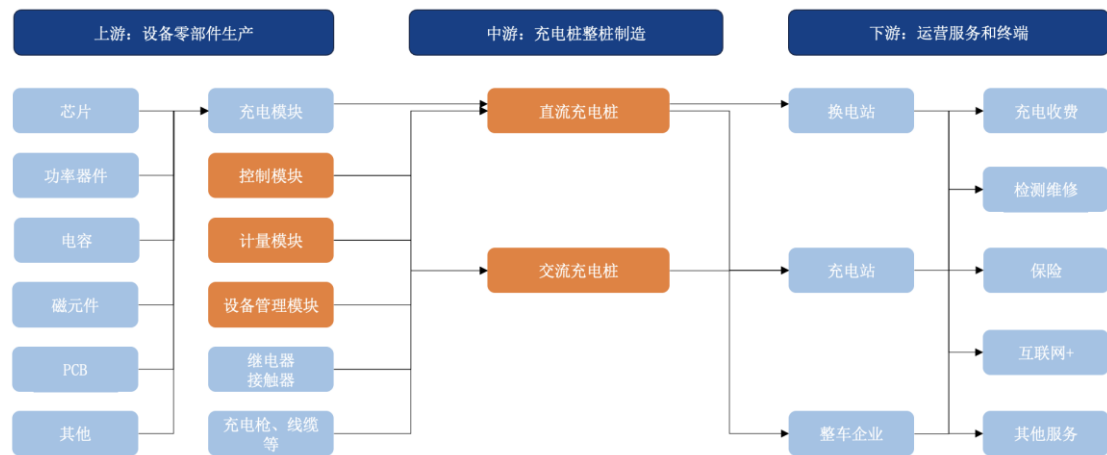 上游：设备零部件生产
中游：充电桩整桩制造
下游：运营服务和终端
芯片
充电模块
直流充电桩
换电站
充电收费
功率器件
控制模块
检测维修
电容
计量模块
交流充电桩
充电站
保险
磁元件
设备管理模块
互联网+
PCB
继电器
接触器
其他
充电枪、线缆
等
整车企业
其他服务